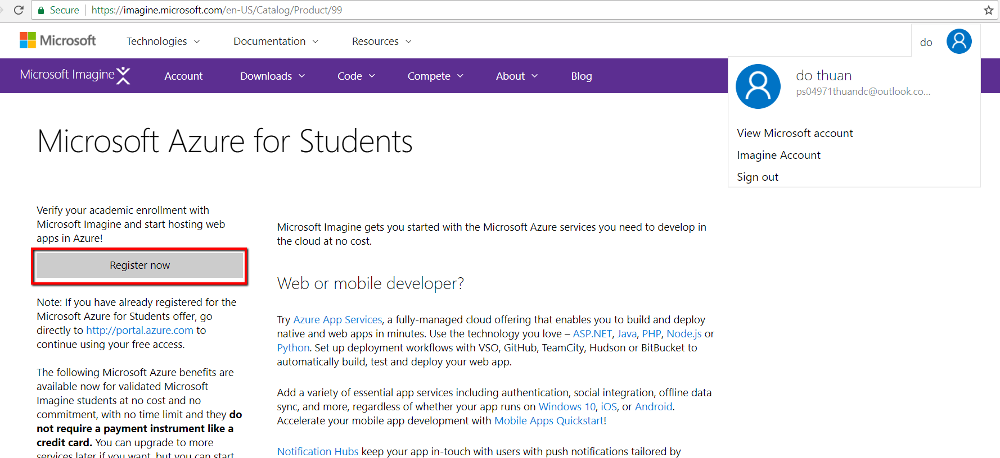 Secure https://imagine.microsoft.com/en-US/Catalog/Product/99
Microsoft Technologies Documentation Resources do
Microsoft Imagine Account Downloads Code Compete About Blog
do thuan
ps04971thuandc@outlook.co...
View Microsoft account
Imagine Account
Sign out
Microsoft Azure for Students
Verify your academic enrollment with
Microsoft Imagine and start hosting web
apps in Azure!
Register now
Note: If you have already registered for the
Microsoft Azure for Students offer, go
directly to http://portal.azure.com to
continue using your free access.
The following Microsoft Azure benefits are
available now for validated Microsoft
Imagine students at no cost and no
commitment, with no time limit and they do
not require a payment instrument like a
credit card. You can upgrade to more
services later if you want, but you can start
Microsoft Imagine gets you started with the Microsoft Azure services you need to develop in
the cloud at no cost.
Web or mobile developer?
Try Azure App Services, a fully-managed cloud offering that enables you to build and deploy
native and web apps in minutes. Use the technology you love – ASP.NET, Java, PHP, Node.js or
Python. Set up deployment workflows with VSO, GitHub, TeamCity, Hudson or BitBucket to
automatically build, test and deploy your web app.
Add a variety of essential app services including authentication, social integration, offline data
sync, and more, regardless of whether your app runs on Windows 10, iOS, or Android.
Accelerate your mobile app development with Mobile Apps Quickstart!
Notification Hubs keep your app in-touch with users with push notifications tailored by